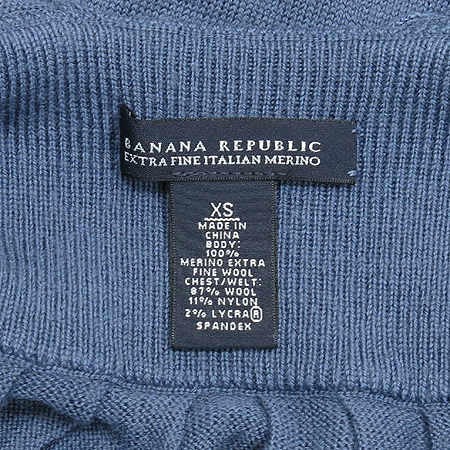 BANANA REPUBLIC
EXTRA FINE ITALIAN MERINO
XS
MADE IN
CHINA
BODY:
100%
MERINO EXTRA
FINE WOOL
CHEST/WELT:
87% WOOL
11% NYLON
2% LYCRA®
SPANDEX